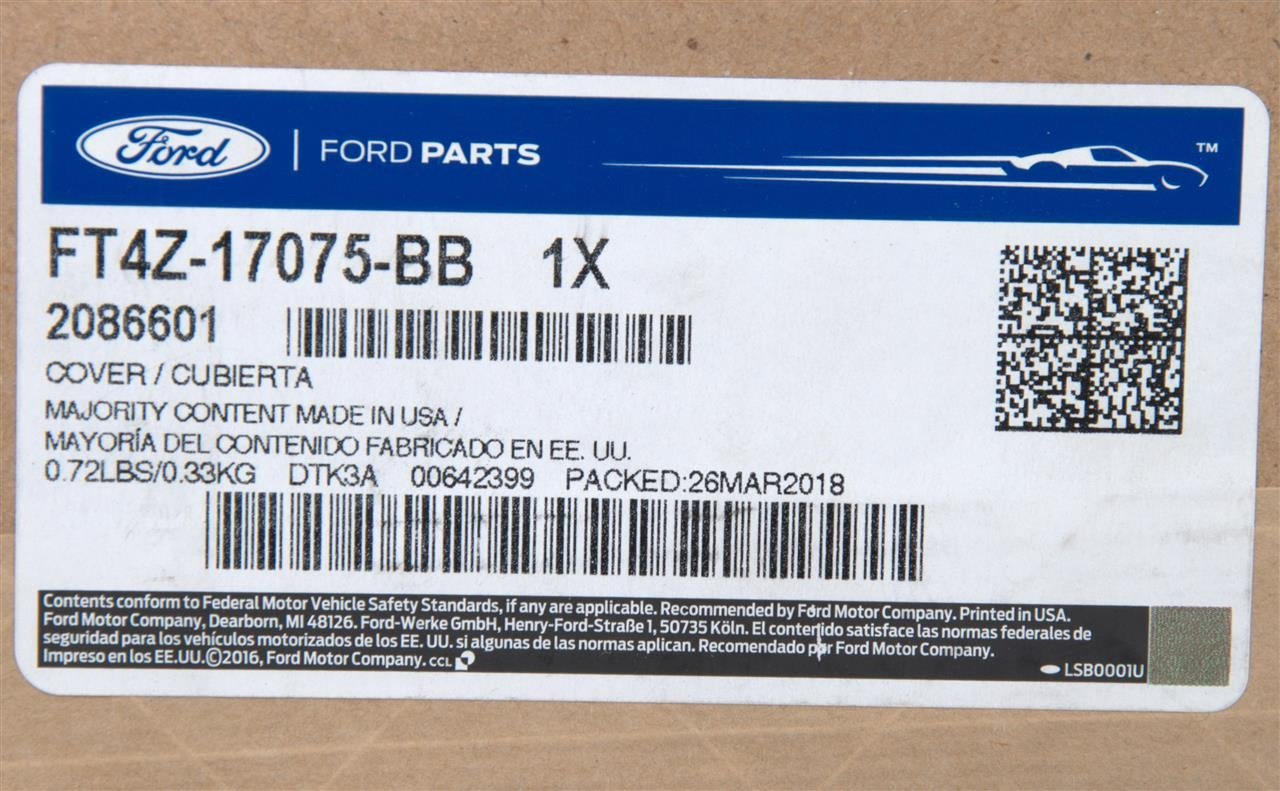 Ford | FORD PARTS TM
FT4Z-17075-BB 1X
2086601
COVER / CUBIERTA
MAJORITY CONTENT MADE IN USA /
MAYORÍA DEL CONTENIDO FABRICADO EN EE. UU.
0.72LBS/0.33KG DTK3A 00642399 PACKED:26MAR2018
Contents conform to Federal Motor Vehicle Safety Standards, if any are applicable. Recommended by Ford Motor Company. Printed in USA.
Ford Motor Company, Dearborn, MI 48126. Ford-Werke GmbH, Henry-Ford-Straße 1, 50735 Köln. El contenido satisface las normas federales de
seguridad para los vehículos motorizados de los EE. UU. si algunas de las normas aplican. Recomendado por Ford Motor Company.
Impreso en los EE.UU.©2016, Ford Motor Company. CCL
LSB0001U